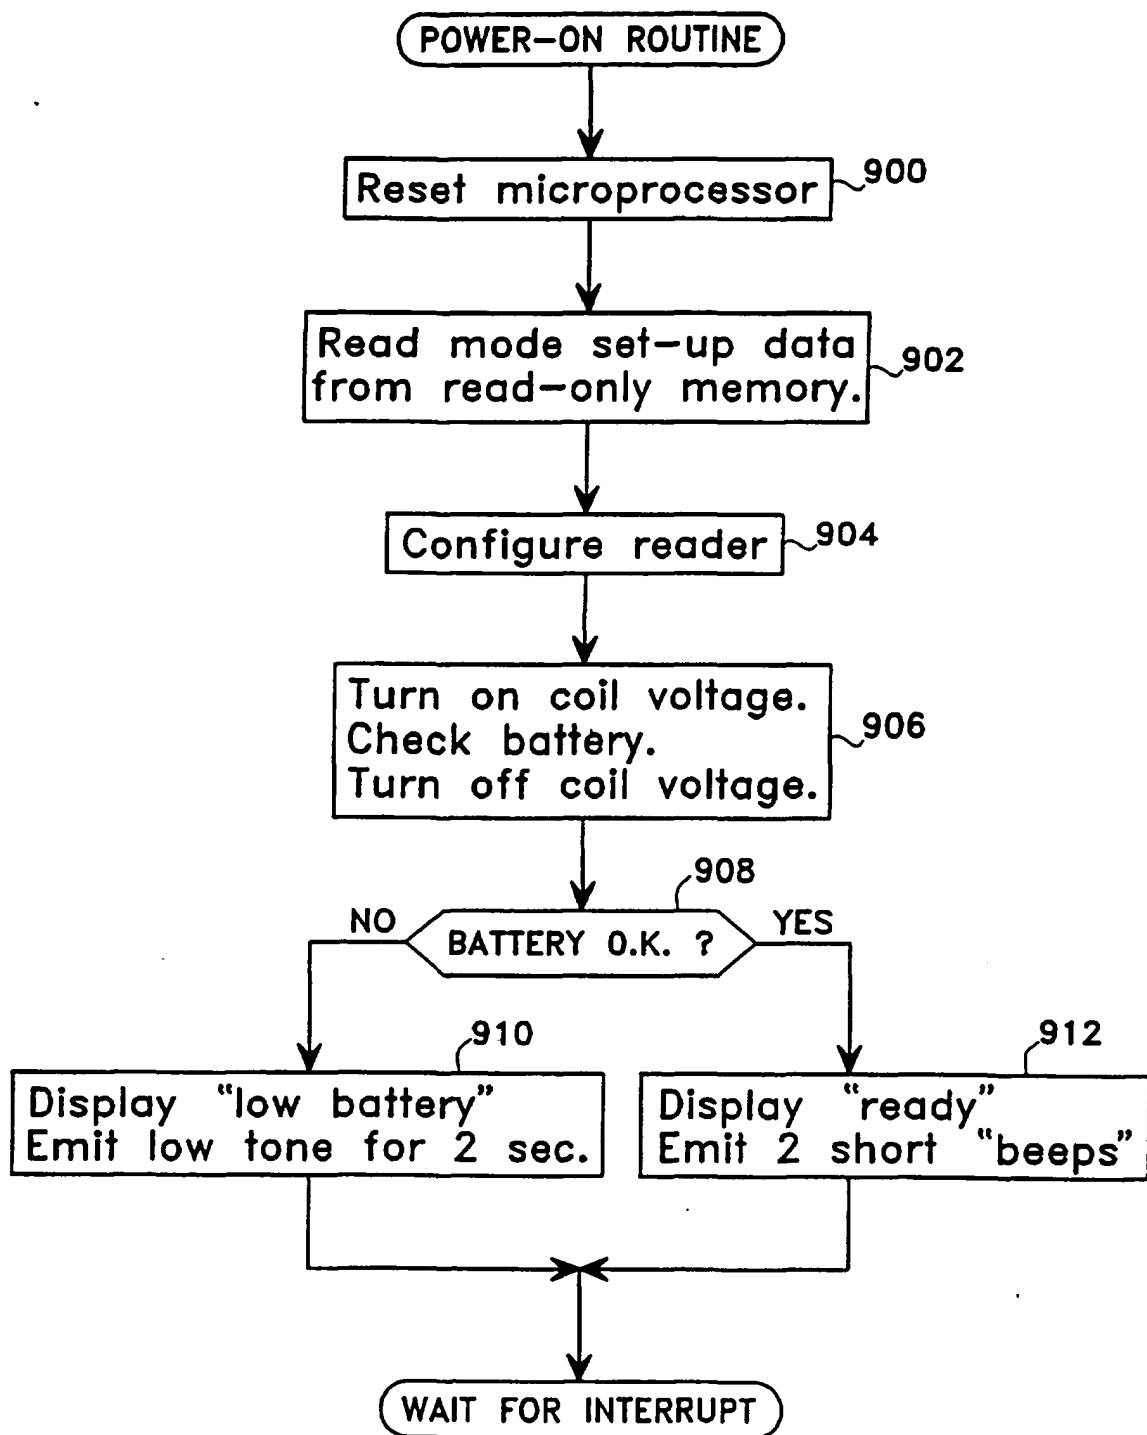 POWER-ON ROUTINE
Reset microprocessor
900
Read mode set-up data
from read-only memory.
902
Configure reader
904
Turn on coil voltage.
Check battery.
Turn off coil voltage.
906
908
NO
BATTERY O.K. ?
YES
910
Display "low battery"
Emit low tone for 2 sec.
912
Display "ready"
Emit 2 short "beeps"
WAIT FOR INTERRUPT